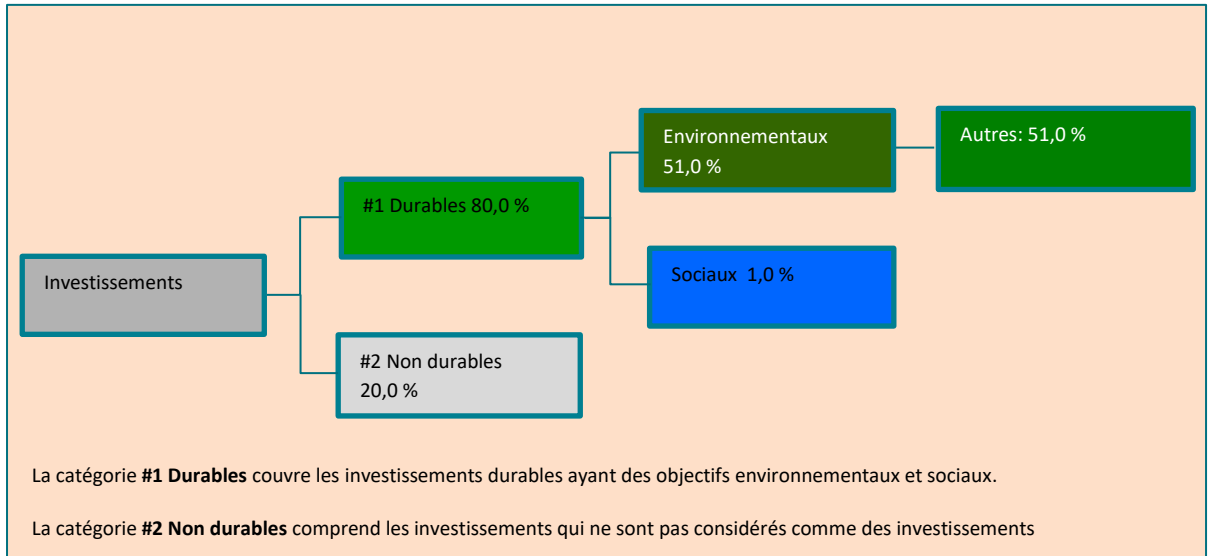 Environnementaux
51,0 %
Autres: 51,0 %
#1 Durables 80,0 %
Sociaux  1,0 %
Investissements
#2 Non durables
20,0 %
La catégorie #1 Durables couvre les investissements durables ayant des objectifs environnementaux et sociaux.
La catégorie #2 Non durables comprend les investissements qui ne sont pas considérés comme des investissements